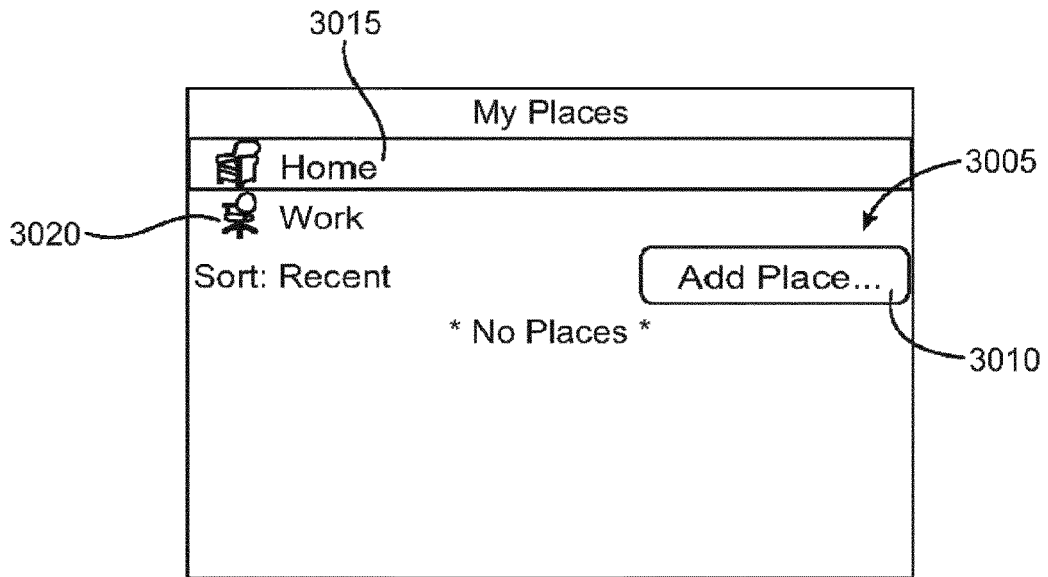 3015
My Places
Home
3005
3020
Work
Sort: Recent
Add Place...
* No Places *
3010